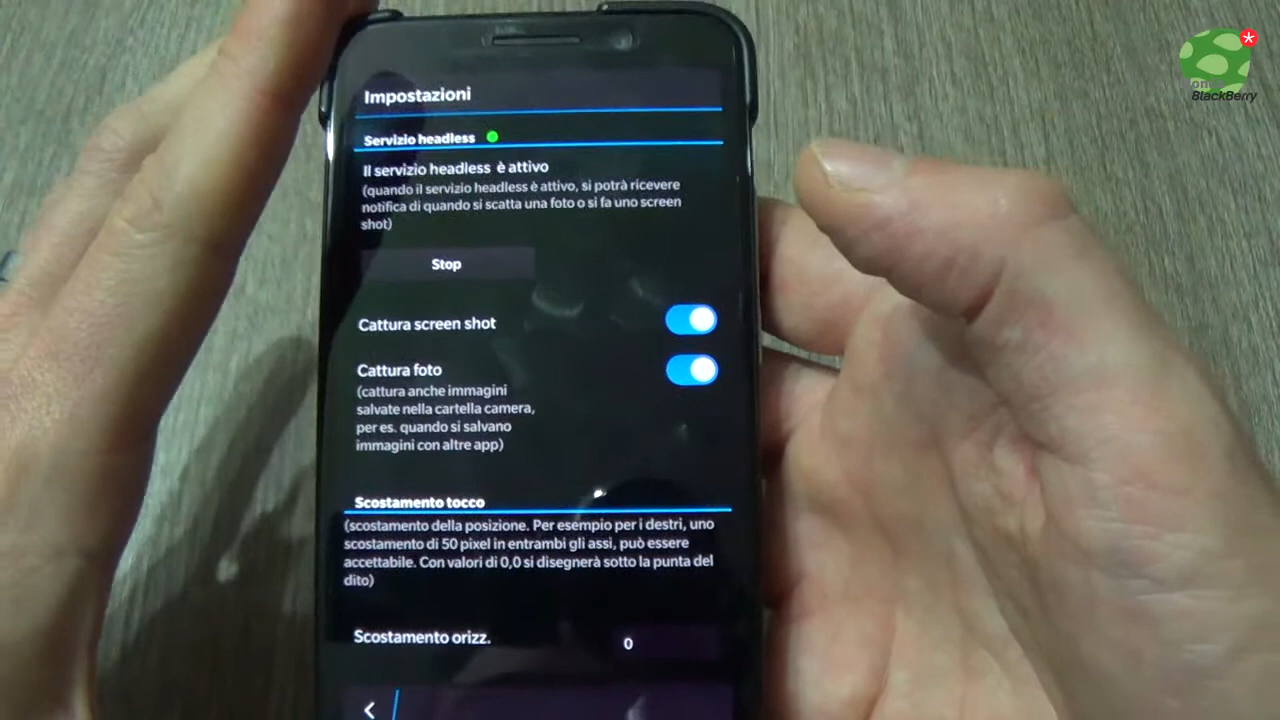 BlackBerry
Impostazioni
Servizio headless
Il servizio headless è attivo
(quando il servizio headless è attivo, si potrà ricevere
notifica di quando si scatta una foto o si fa uno screen
shot)
Stop
Cattura screen shot
Cattura foto
(cattura anche immagini
salvate nella cartella camera,
per es. quando si salvano
immagini con altre app)
Scostamento tocco
(scostamento della posizione. Per esempio per i destri, uno
scostamento di 50 pixel in entrambi gli assi, può essere
accettabile. Con valori di 0,0 si disegnerà sotto la punta del
dito)
Scostamento orizz. 0